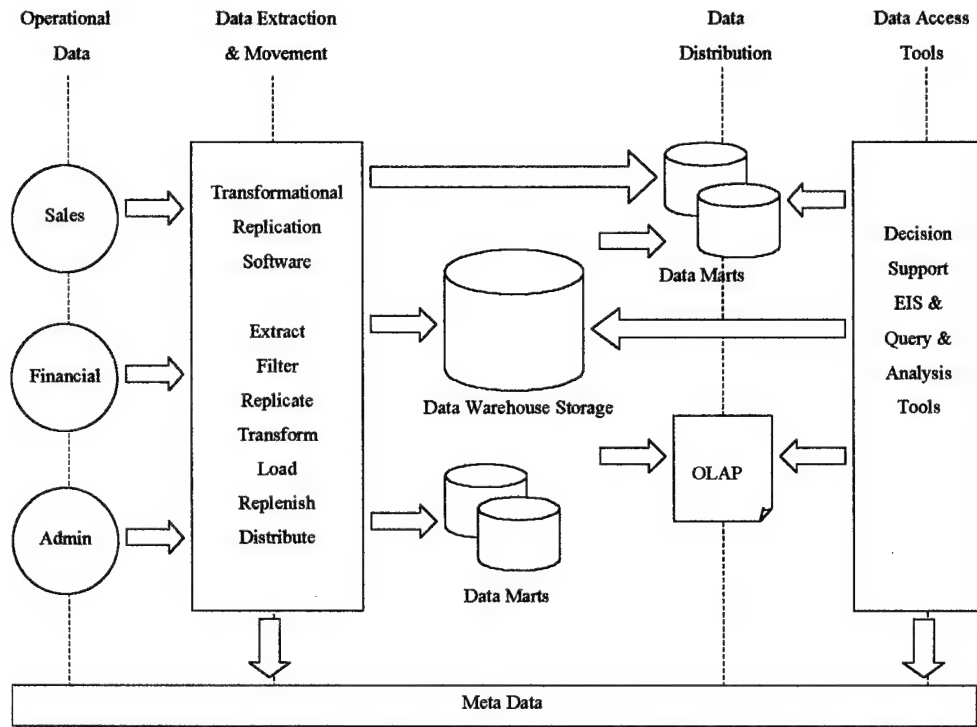 Operational
Data
Data Extraction
& Movement
Data
Distribution
Data Access
Tools
Sales
Financial
Admin
Transformational
Replication
Software
Extract
Filter
Replicate
Transform
Load
Replenish
Distribute
Data Marts
Data Warehouse Storage
OLAP
Data Marts
Decision
Support
EIS &
Query &
Analysis
Tools
Meta Data